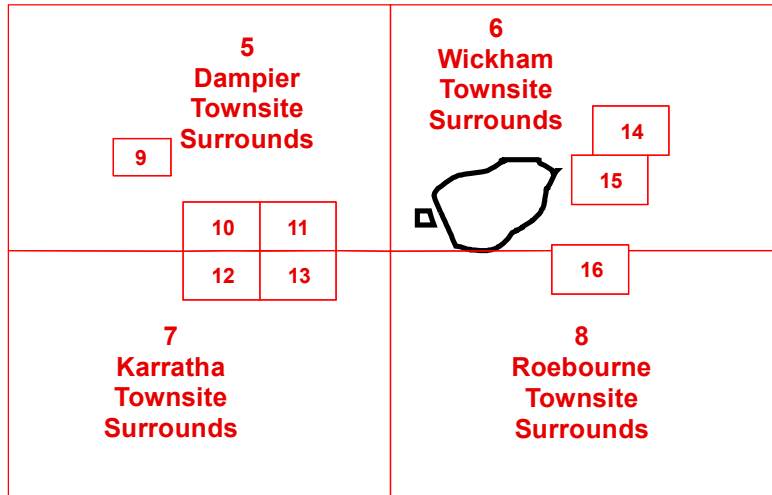 5
Dampier
Townsite
Surrounds
6
Wickham
Townsite
Surrounds
9
14
15
10
11
12
13
16
7
Karratha
Townsite
Surrounds
8
Roebourne
Townsite
Surrounds